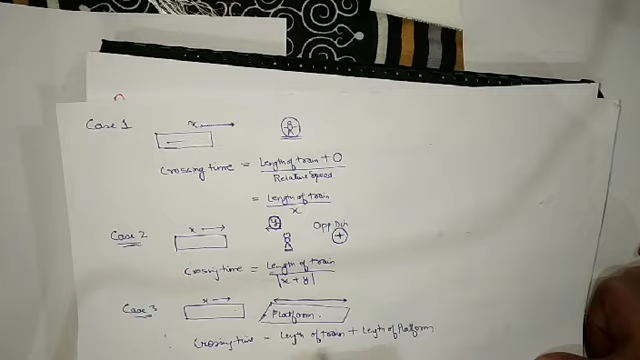 Case 1
x
Crossing time = Length of train + 0
Relative Speed
= Length of train
x
Case 2
x
y
Opp Dirn
+
Crossing time = Length of train
|x + y|
Case 3
x
Platform.
∴ Crossing time = Length of train + Length of Platform